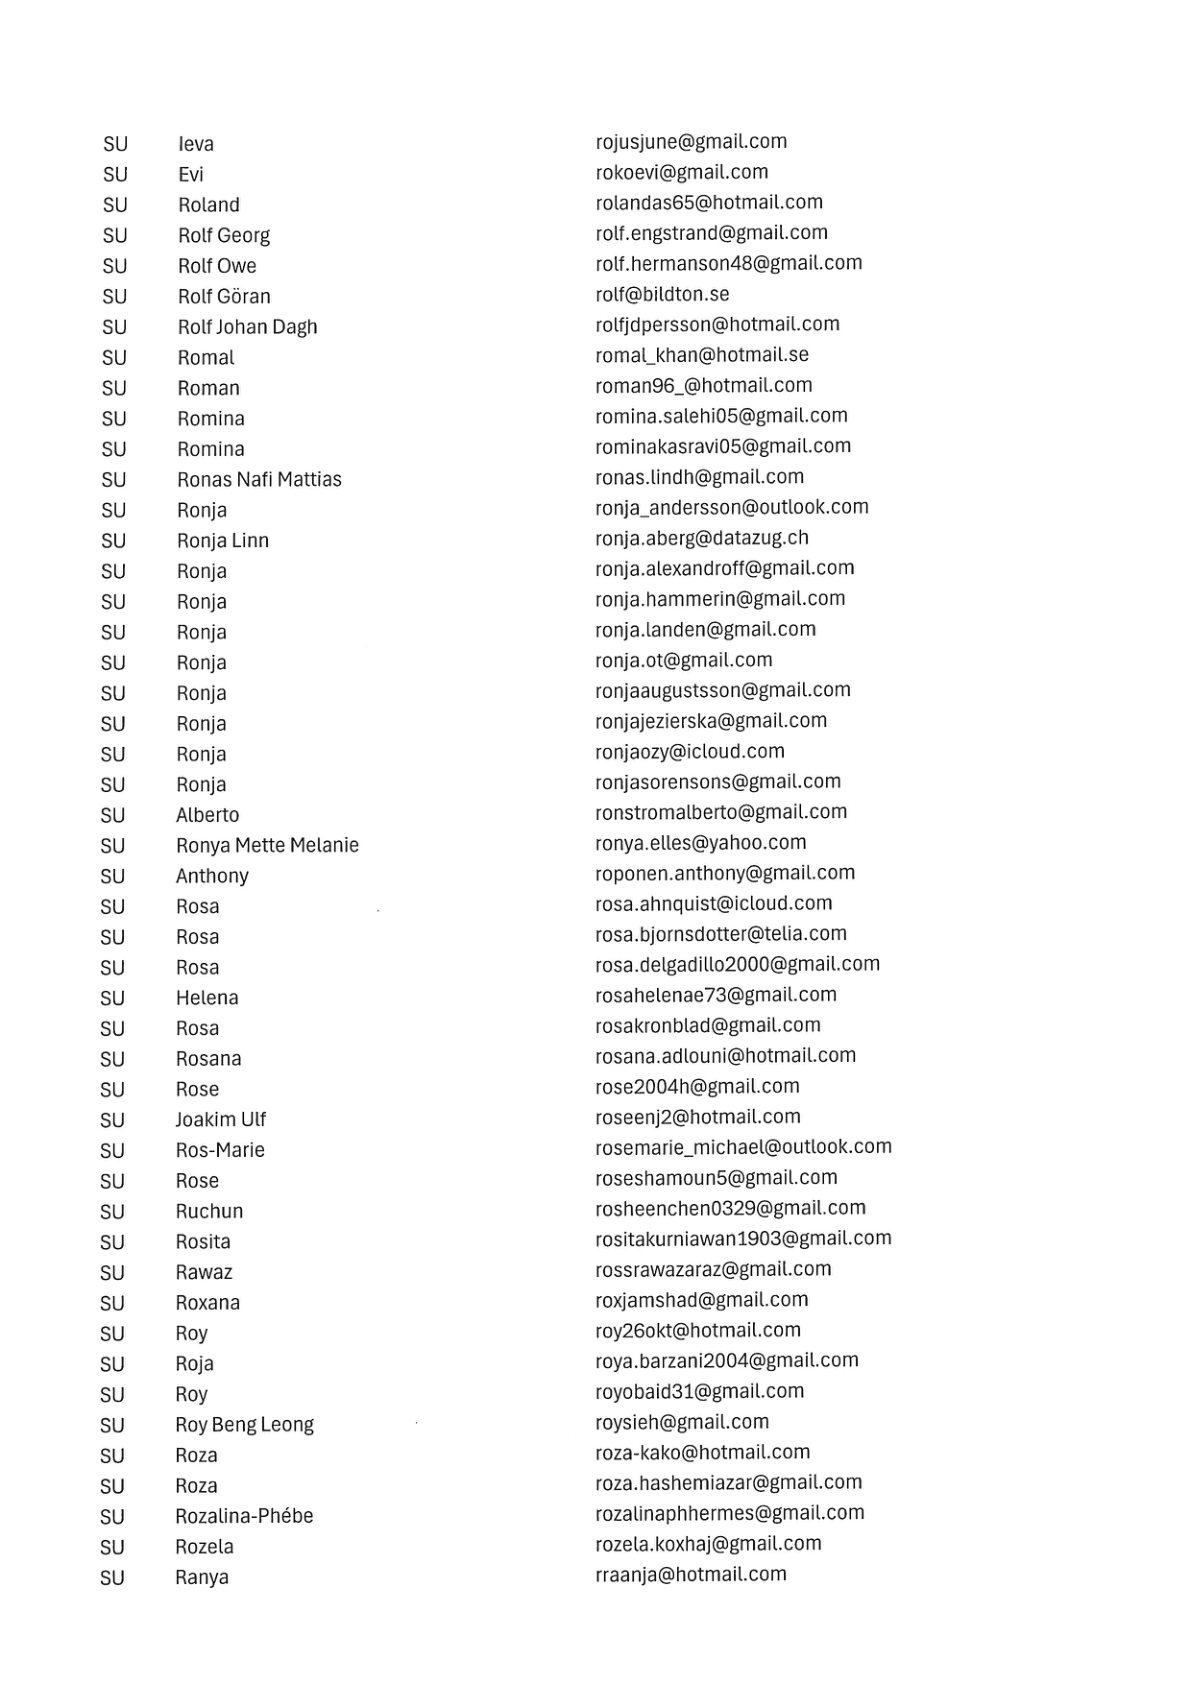 SU Ieva rojusjune@gmail.com
SU Evi rokoevi@gmail.com
SU Roland rolandas65@hotmail.com
SU Rolf Georg rolf.engstrand@gmail.com
SU Rolf Owe rolf.hermanson48@gmail.com
SU Rolf Göran rolf@bildton.se
SU Rolf Johan Dagh rolfjdpersson@hotmail.com
SU Romal romal_khan@hotmail.se
SU Roman roman96_@hotmail.com
SU Romina romina.salehi05@gmail.com
SU Romina rominakasravi05@gmail.com
SU Ronas Nafi Mattias ronas.lindh@gmail.com
SU Ronja ronja_andersson@outlook.com
SU Ronja Linn ronja.aberg@datazug.ch
SU Ronja ronja.alexandroff@gmail.com
SU Ronja ronja.hammerin@gmail.com
SU Ronja ronja.landen@gmail.com
SU Ronja ronja.ot@gmail.com
SU Ronja ronjaaugustsson@gmail.com
SU Ronja ronjajezierska@gmail.com
SU Ronja ronjaozy@icloud.com
SU Ronja ronjasorensons@gmail.com
SU Alberto ronstromalberto@gmail.com
SU Ronya Mette Melanie ronya.elles@yahoo.com
SU Anthony roponen.anthony@gmail.com
SU Rosa rosa.ahnquist@icloud.com
SU Rosa rosa.bjornsdotter@telia.com
SU Rosa rosa.delgadillo2000@gmail.com
SU Helena rosahelenae73@gmail.com
SU Rosa rosakronblad@gmail.com
SU Rosana rosana.adlouni@hotmail.com
SU Rose rose2004h@gmail.com
SU Joakim Ulf roseenj2@hotmail.com
SU Ros-Marie rosemarie_michael@outlook.com
SU Rose roseshamoun5@gmail.com
SU Ruchun rosheenchen0329@gmail.com
SU Rosita rositakurniawan1903@gmail.com
SU Rawaz rossrawazaraz@gmail.com
SU Roxana roxjamshad@gmail.com
SU Roy roy26okt@hotmail.com
SU Roja roya.barzani2004@gmail.com
SU Roy royobaid31@gmail.com
SU Roy Beng Leong roysieh@gmail.com
SU Roza roza-kako@hotmail.com
SU Roza roza.hashemiazar@gmail.com
SU Rozalina-Phébe rozalinaphhermes@gmail.com
SU Rozela rozela.koxhaj@gmail.com
SU Ranya rraanja@hotmail.com